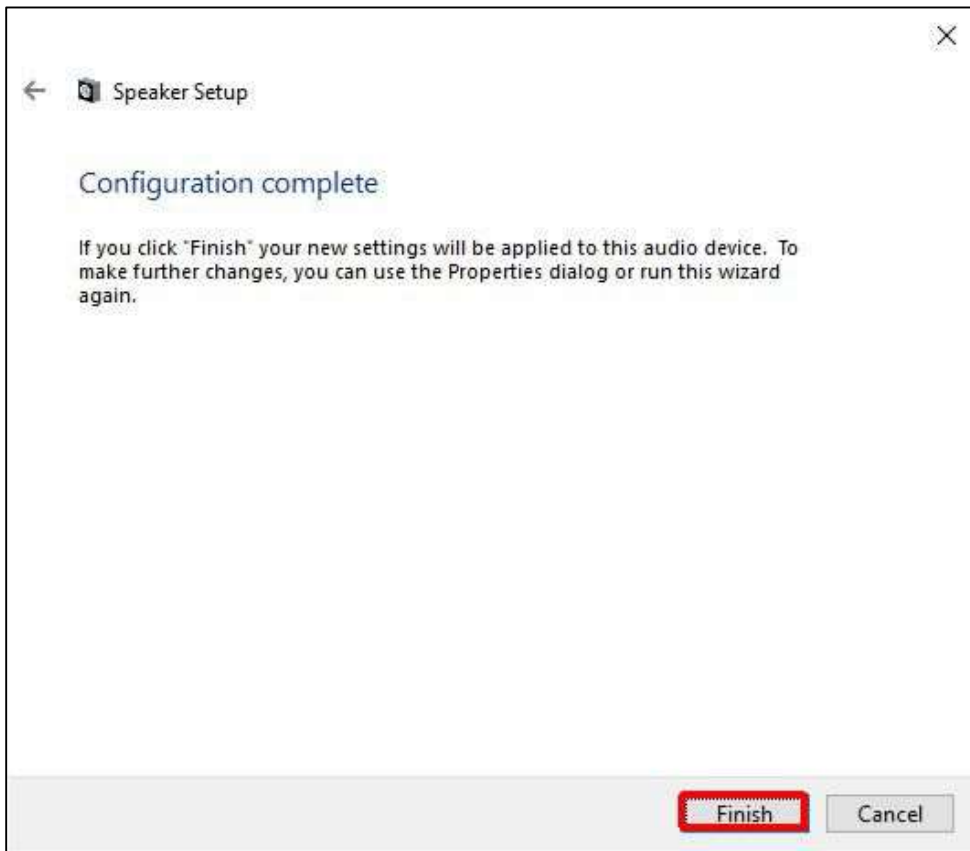 Speaker Setup
Configuration complete
If you click "Finish" your new settings will be applied to this audio device. To
make further changes, you can use the Properties dialog or run this wizard
again.
Finish
Cancel